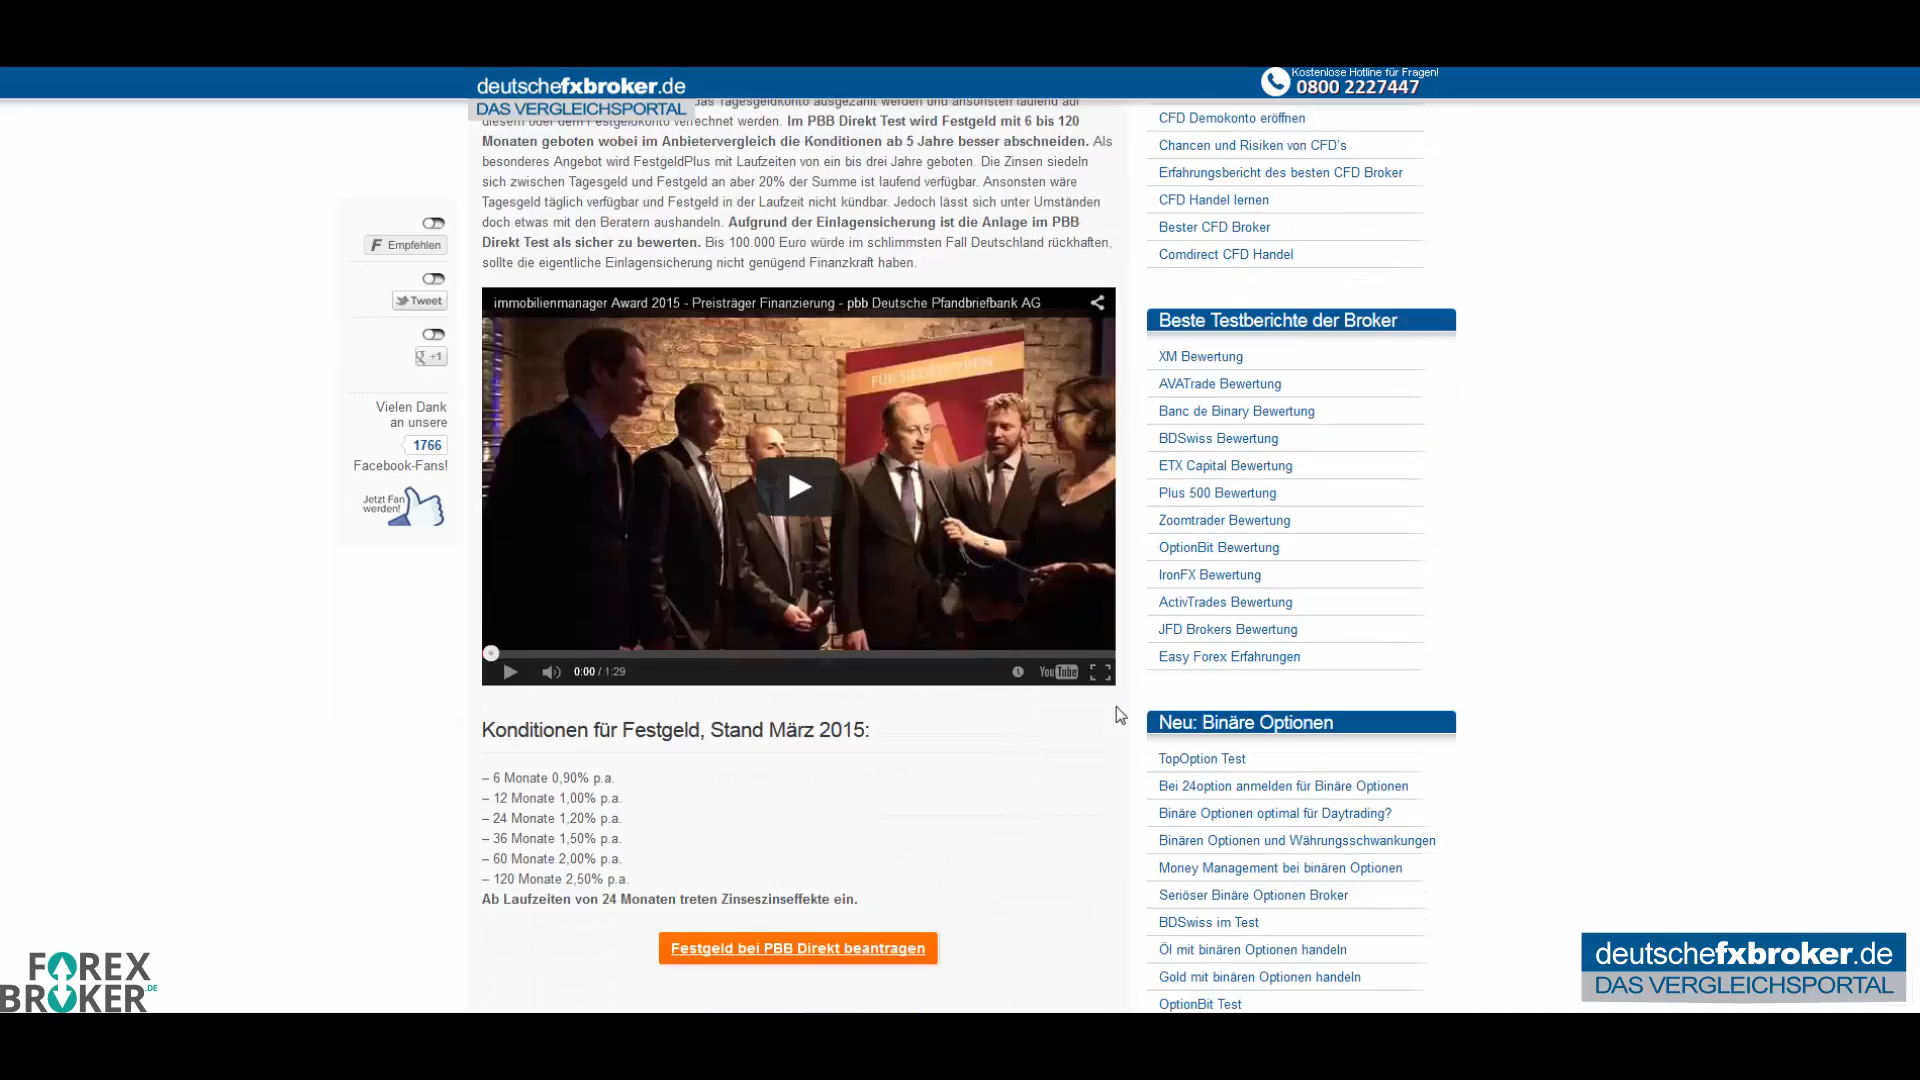 deutschefxbroker.de
DAS VERGLEICHSPORTAL
Kostenlose Hotline für Fragen!
0800 2227447
das Tagesgeldkonto ausgezahlt werden und ansonsten laufend auf
diesem oder dem Festgeldkonto verrechnet werden. Im PBB Direkt Test wird Festgeld mit 6 bis 120
Monaten geboten wobei im Anbietervergleich die Konditionen ab 5 Jahre besser abschneiden. Als
besonderes Angebot wird FestgeldPlus mit Laufzeiten von ein bis drei Jahre geboten. Die Zinsen siedeln
sich zwischen Tagesgeld und Festgeld an aber 20% der Summe ist laufend verfügbar. Ansonsten wäre
Tagesgeld täglich verfügbar und Festgeld in der Laufzeit nicht kündbar. Jedoch lässt sich unter Umständen
doch etwas mit den Beratern aushandeln. Aufgrund der Einlagensicherung ist die Anlage im PBB
Direkt Test als sicher zu bewerten. Bis 100.000 Euro würde im schlimmsten Fall Deutschland rückhaften,
sollte die eigentliche Einlagensicherung nicht genügend Finanzkraft haben.
Empfehlen
Tweet
+1
Vielen Dank
an unsere
1766
Facebook-Fans!
Jetzt Fan
werden!
immobilienmanager Award 2015 - Preisträger Finanzierung - pbb Deutsche Pfandbriefbank AG
0:00 / 1:29
YouTube
Konditionen für Festgeld, Stand März 2015:
– 6 Monate 0,90% p.a.
– 12 Monate 1,00% p.a.
– 24 Monate 1,20% p.a.
– 36 Monate 1,50% p.a.
– 60 Monate 2,00% p.a.
– 120 Monate 2,50% p.a.
Ab Laufzeiten von 24 Monaten treten Zinseszinseffekte ein.
Festgeld bei PBB Direkt beantragen
CFD Demokonto eröffnen
Chancen und Risiken von CFD's
Erfahrungsbericht des besten CFD Broker
CFD Handel lernen
Bester CFD Broker
Comdirect CFD Handel
Beste Testberichte der Broker
XM Bewertung
AVATrade Bewertung
Banc de Binary Bewertung
BDSwiss Bewertung
ETX Capital Bewertung
Plus 500 Bewertung
Zoomtrader Bewertung
OptionBit Bewertung
IronFX Bewertung
ActivTrades Bewertung
JFD Brokers Bewertung
Easy Forex Erfahrungen
Neu: Binäre Optionen
TopOption Test
Bei 24option anmelden für Binäre Optionen
Binäre Optionen optimal für Daytrading?
Binären Optionen und Währungsschwankungen
Money Management bei binären Optionen
Seriöser Binäre Optionen Broker
BDSwiss im Test
Öl mit binären Optionen handeln
Gold mit binären Optionen handeln
OptionBit Test
FOREX
BROKER.DE
deutschefxbroker.de
DAS VERGLEICHSPORTAL